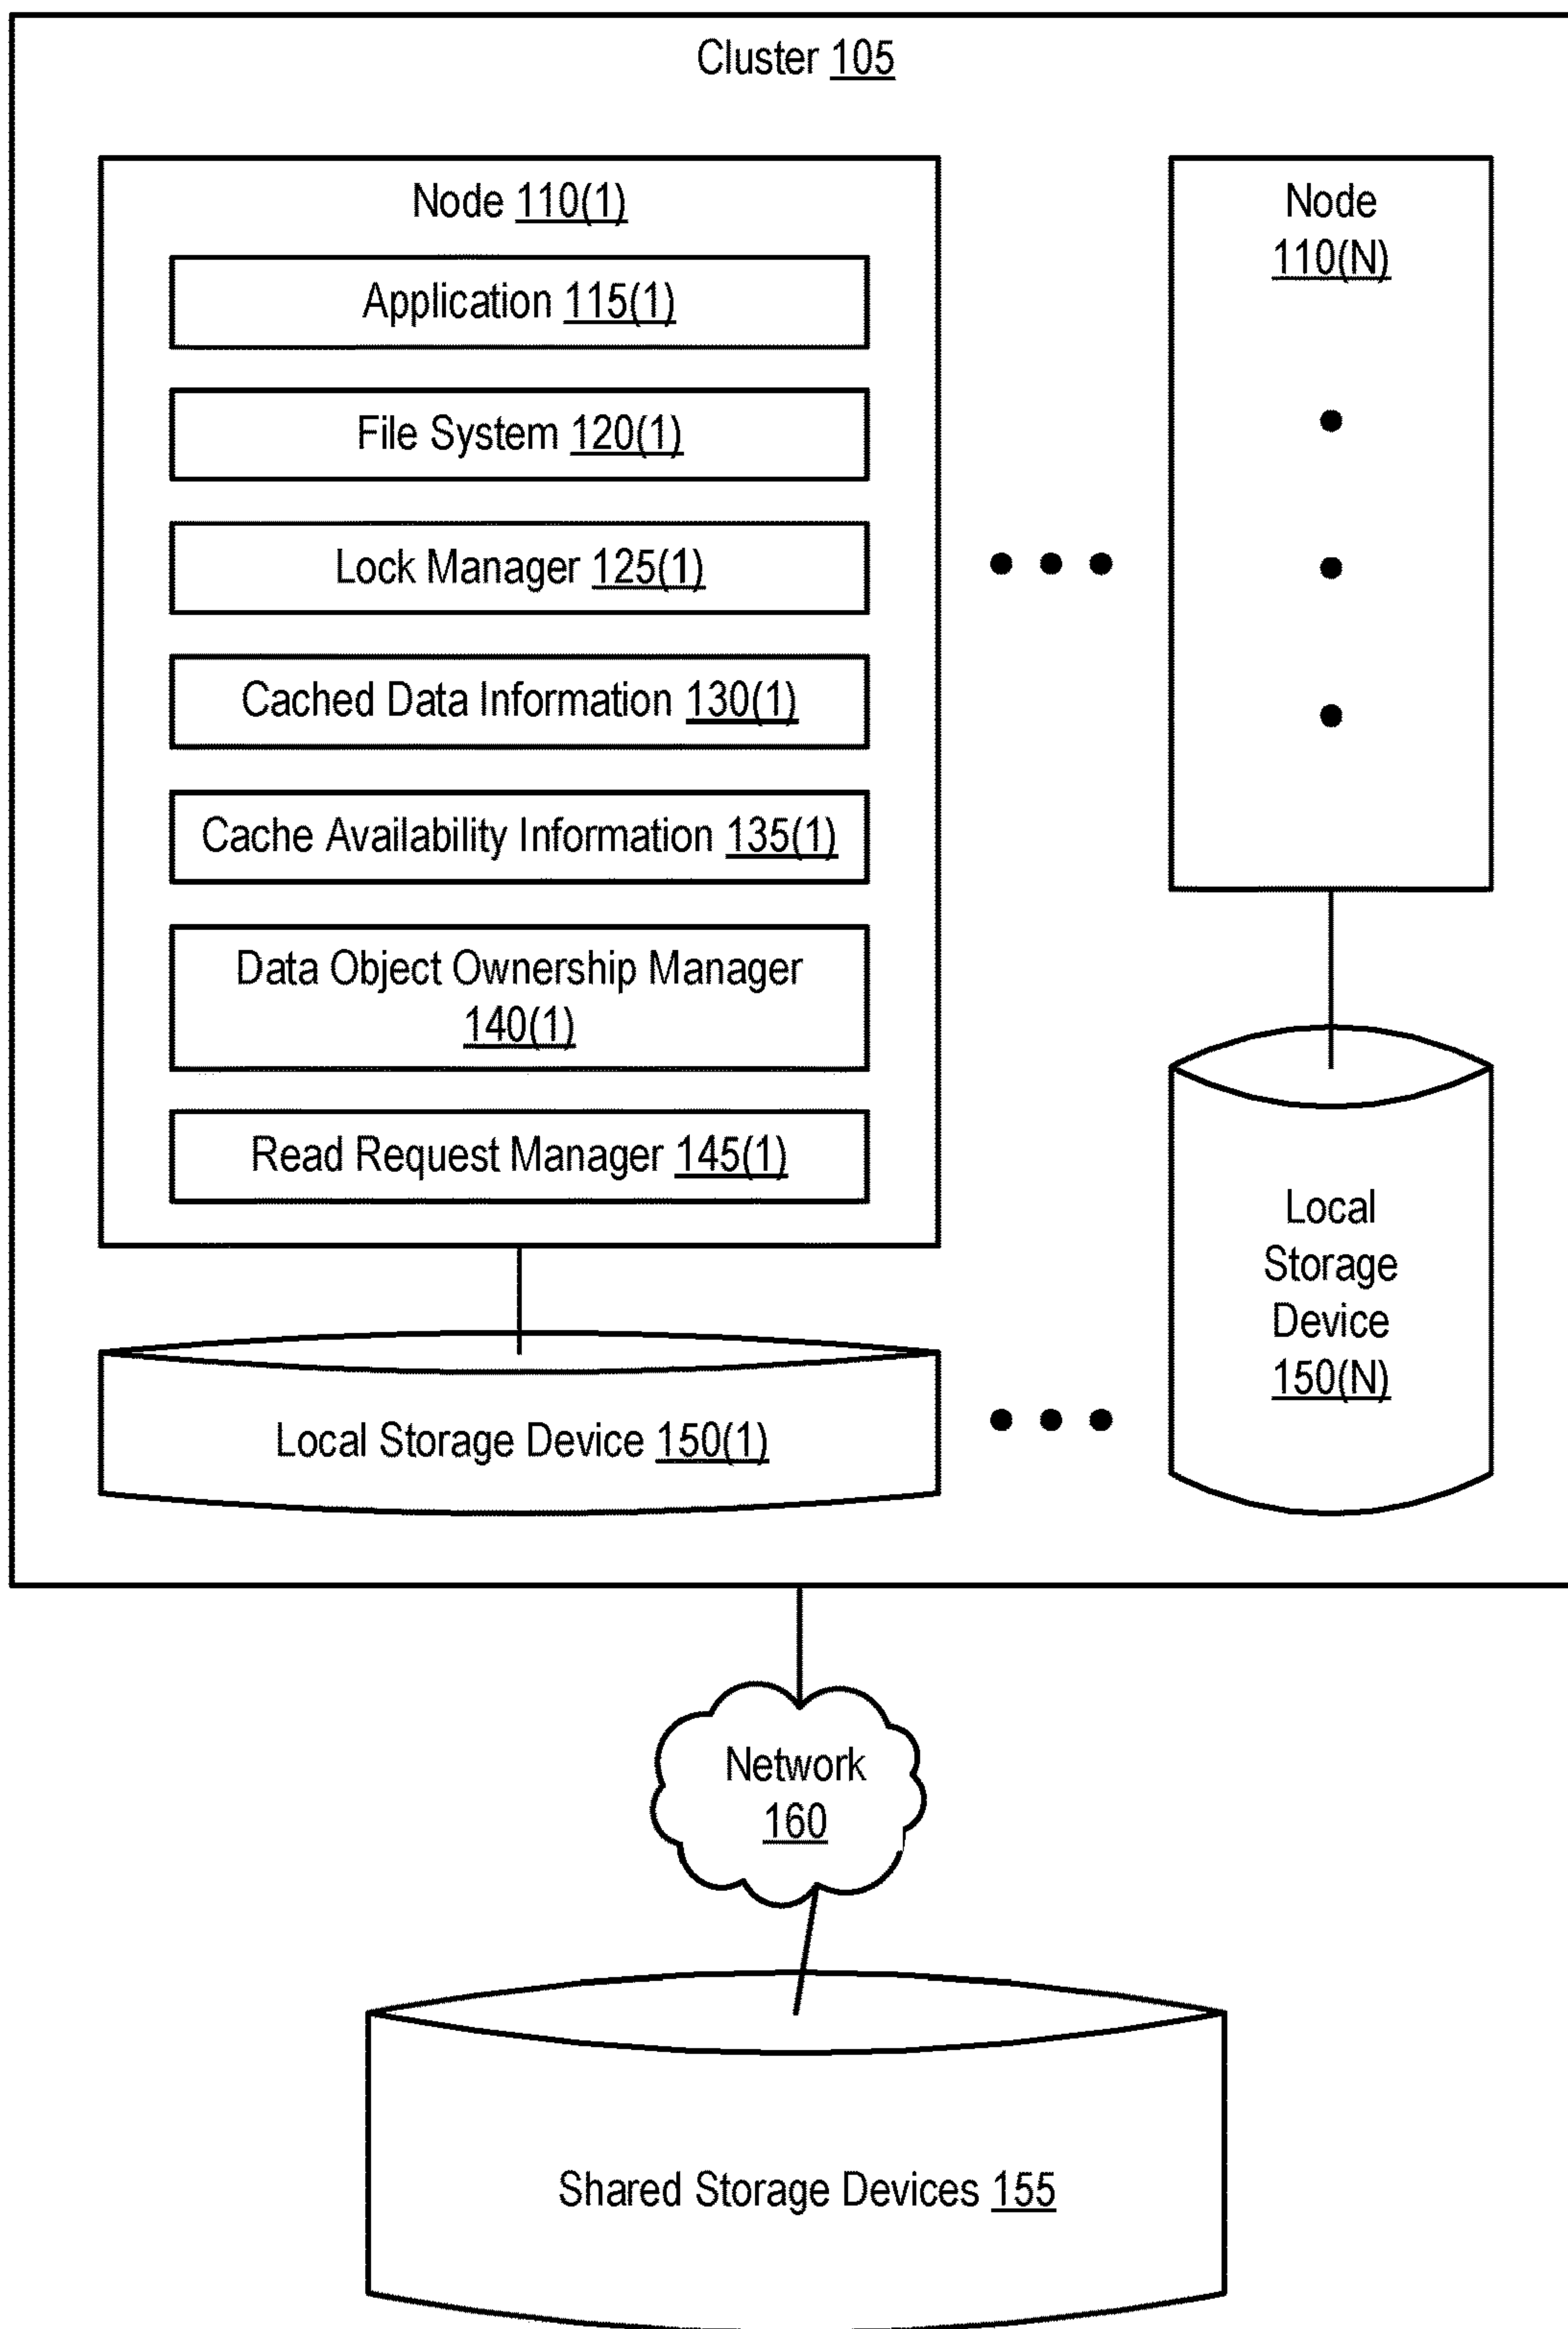 Cluster 105
Node 110(1)
Application 115(1)
File System 120(1)
Lock Manager 125(1)
Cached Data Information 130(1)
Cache Availability Information 135(1)
Data Object Ownership Manager
140(1)
Read Request Manager 145(1)
Local Storage Device 150(1)
Node
110(N)
Local
Storage
Device
150(N)
Network
160
Shared Storage Devices 155